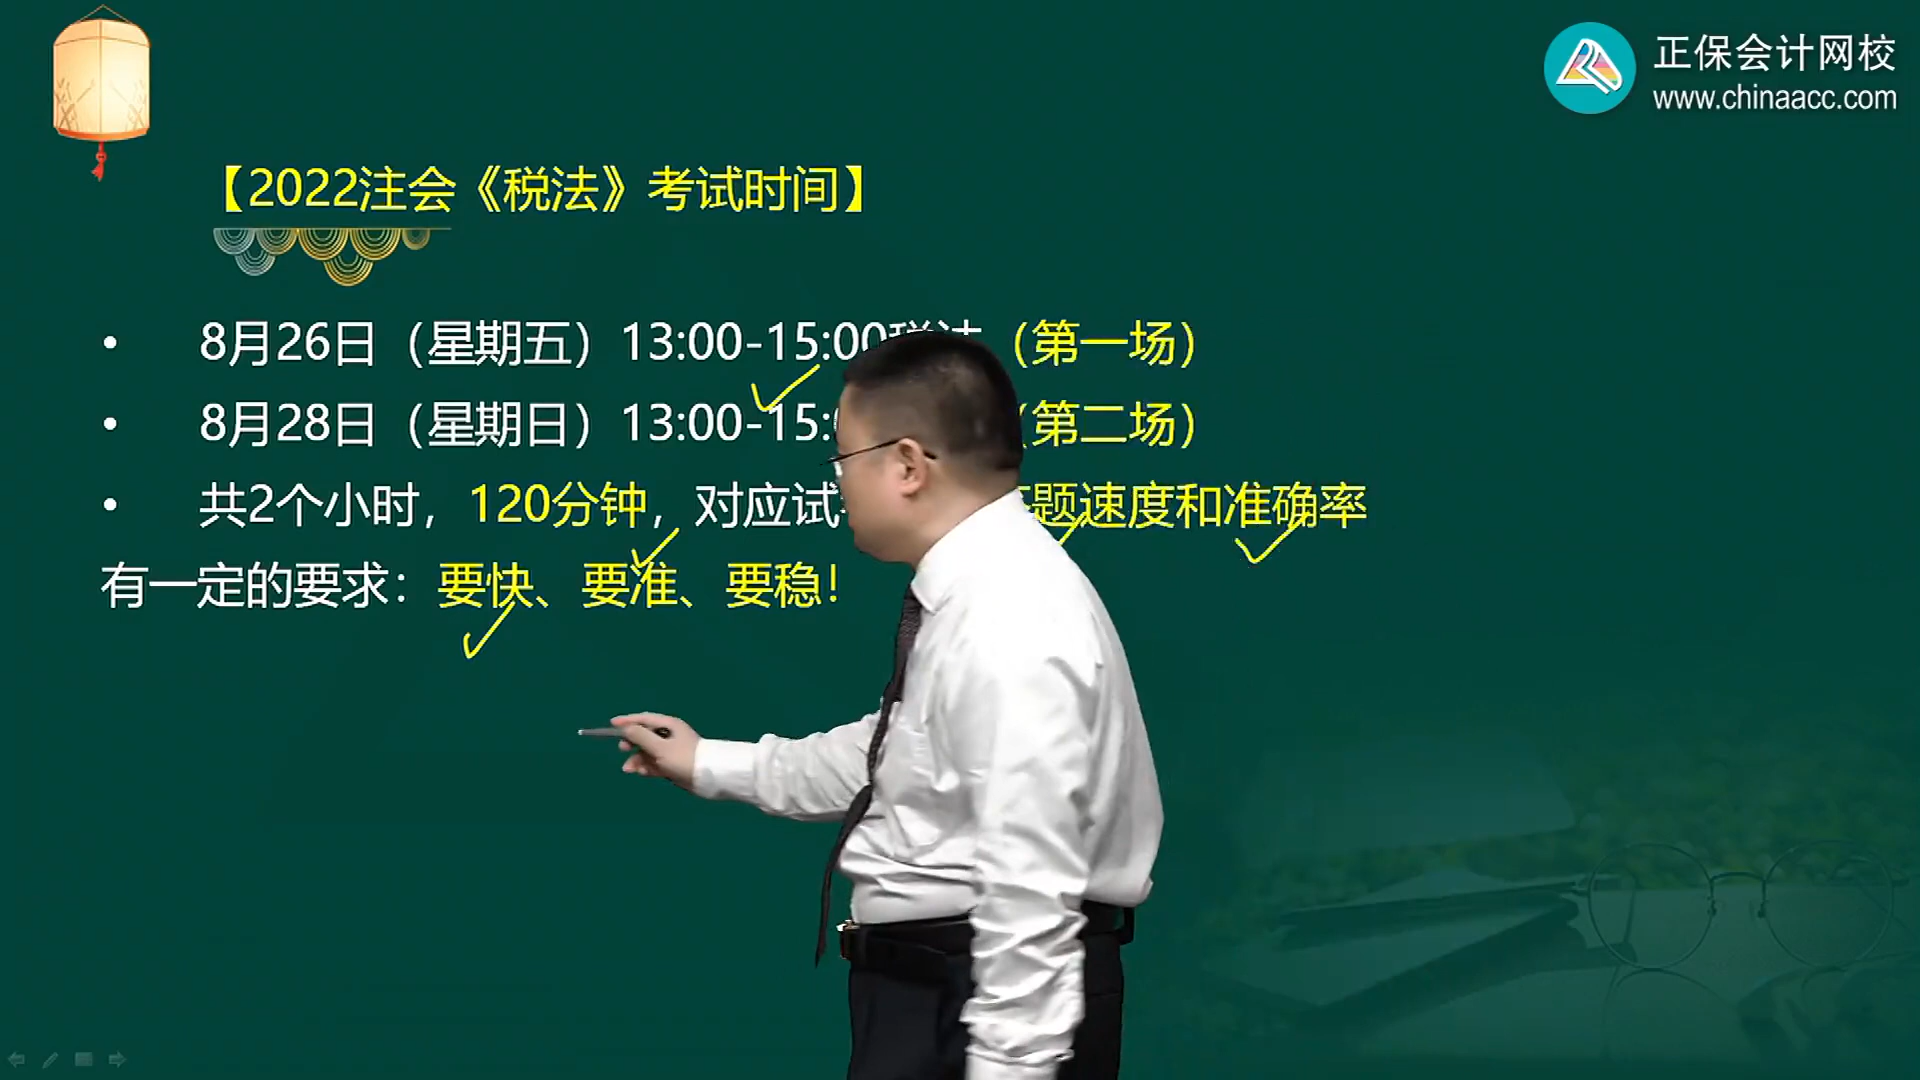 正保会计网校
www.chinaacc.com
【2022注会《税法》考试时间】
• 8月26日（星期五）13:00-15:00税法（第一场）
• 8月28日（星期日）13:00-15:（第二场）
• 共2个小时，120分钟，对应试 题速度和准确率
有一定的要求：要快、要准、要稳！